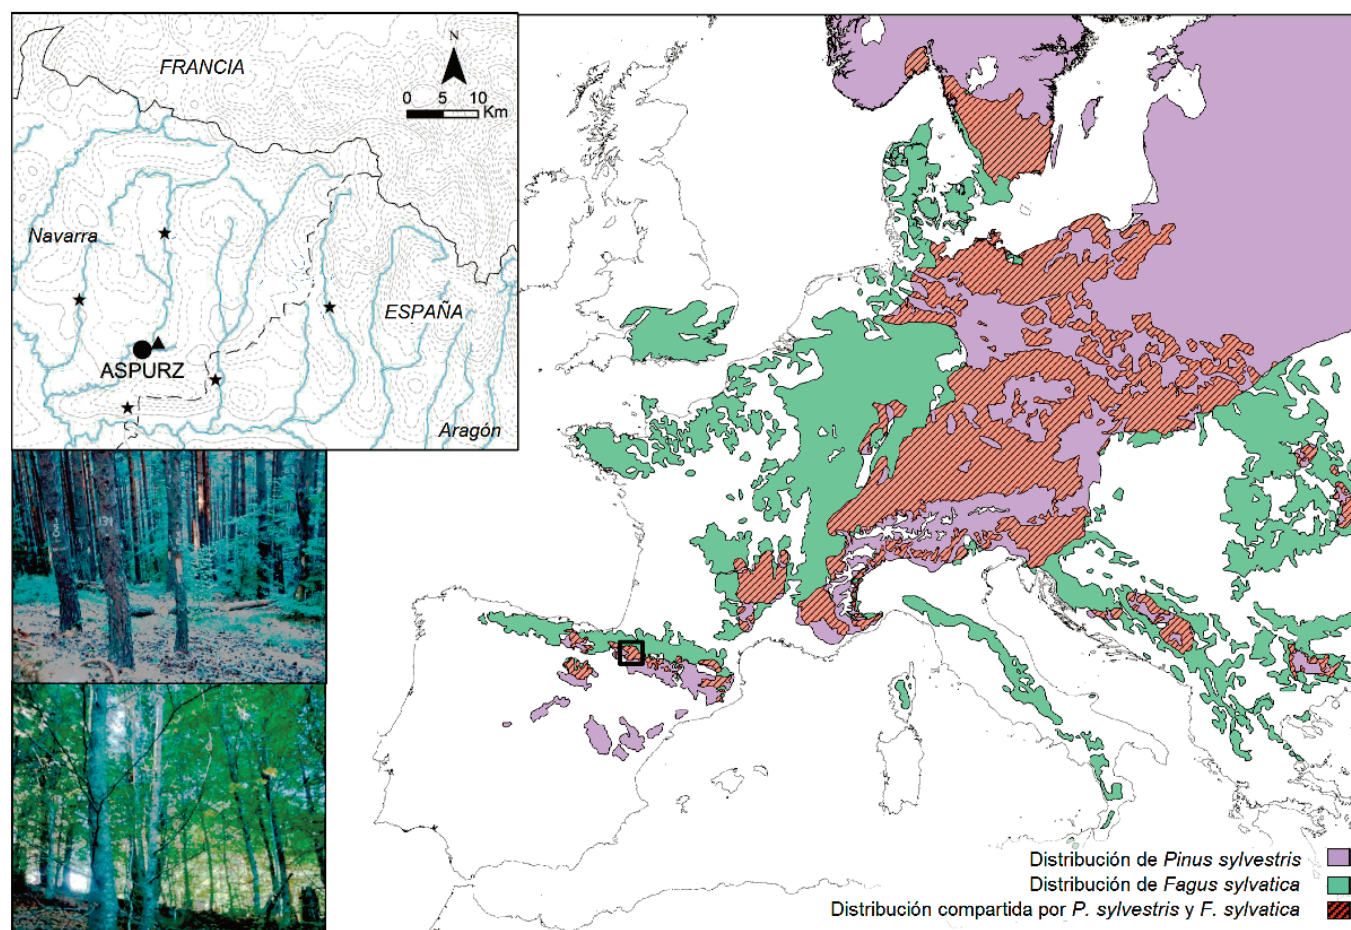 FRANCIA
N
0 5 10
Km
Navarra
ESPAÑA
ASPURZ
Aragón
131
Distribución de Pinus sylvestris
Distribución de Fagus sylvatica
Distribución compartida por P. sylvestris y F. sylvatica